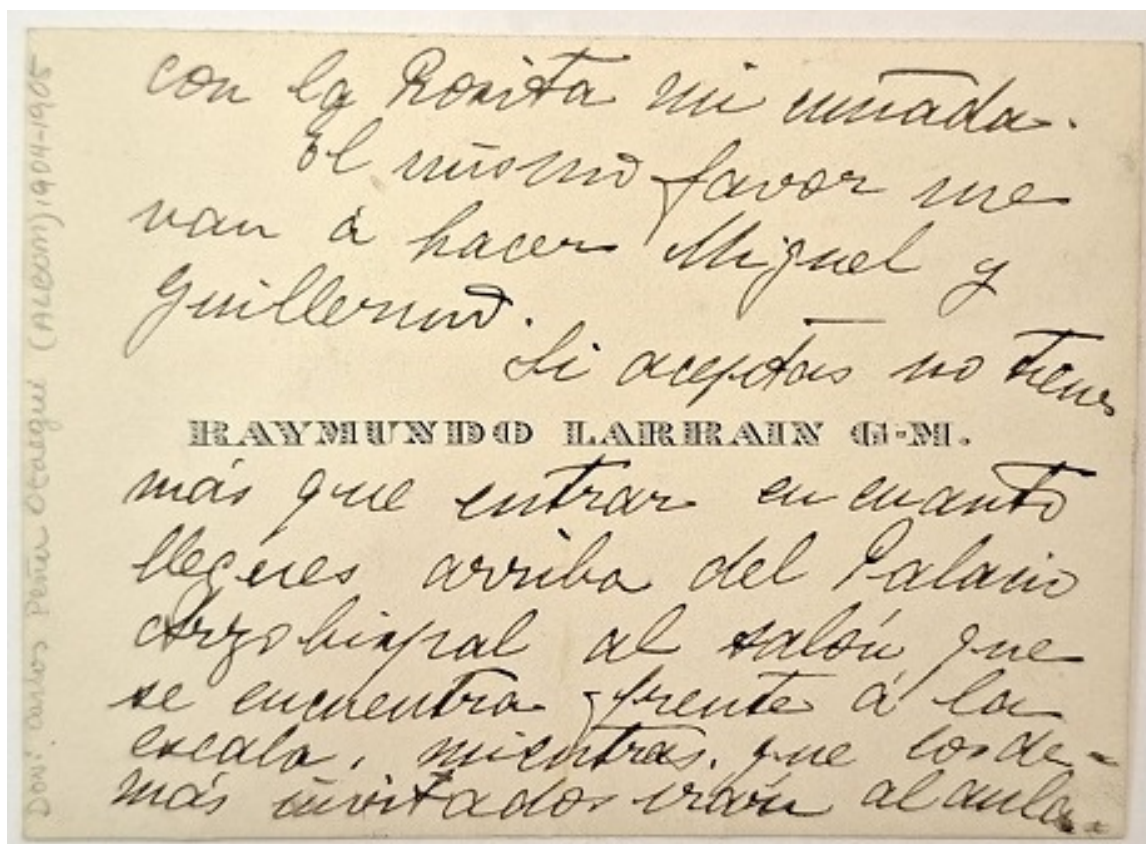 con la Rosita mi cuñada.
El mismo favor me
van á hacer Miguel y
Guillermo.
Si aceptas no tienes
RAYMUNDO LARRAIN G-M.
más que entrar en cuanto
llegues arriba del Palacio
Arzobispal al salón que
se encuentra frente á la
escala, mientras que los de-
más invitados irán al aula.
Don: Carlos Peña Otaegui (ALBUM) 1904-1905